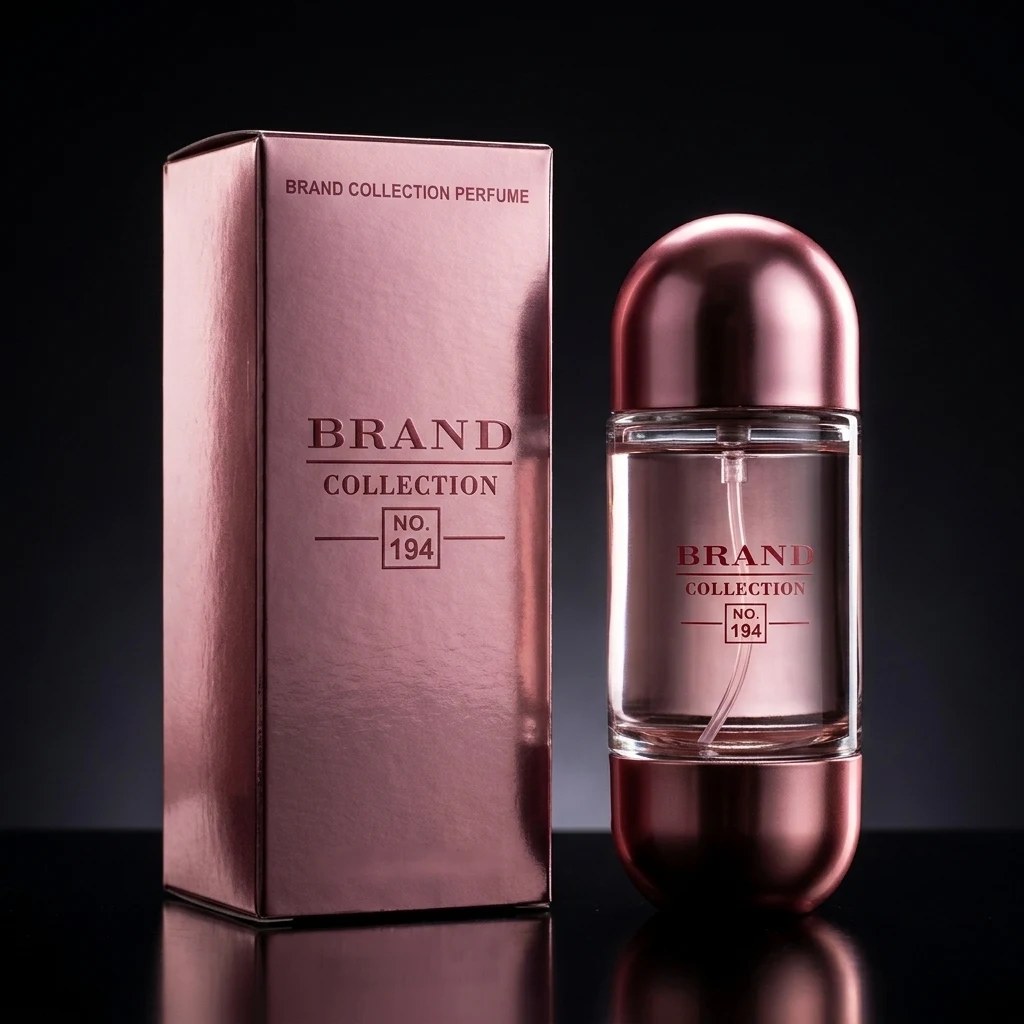 BRAND COLLECTION PERFUME
BRAND
COLLECTION
NO.
194
BRAND
COLLECTION
NO.
194